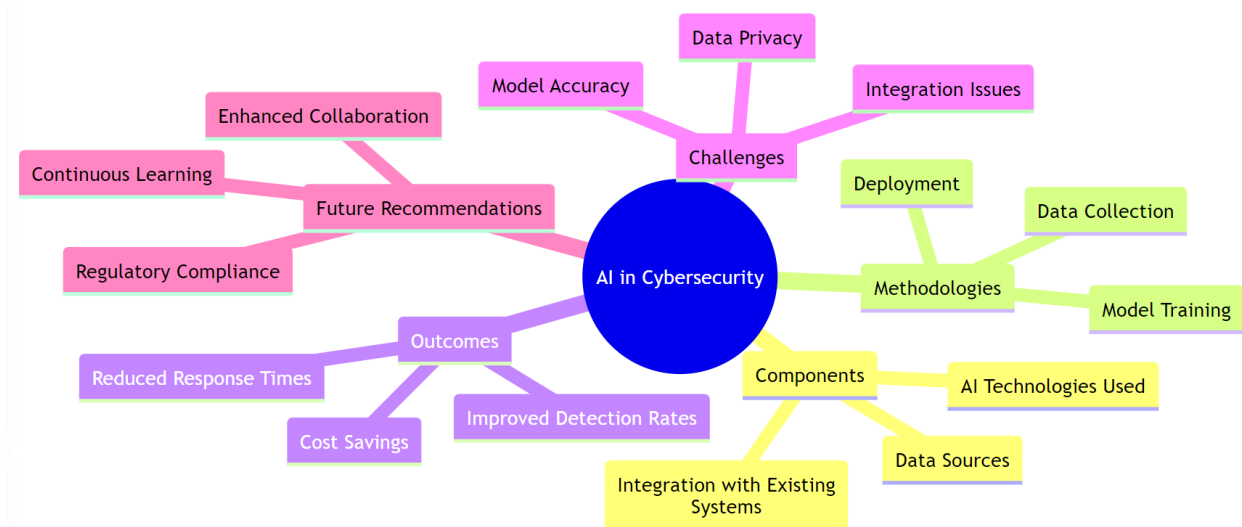 Data Privacy
Model Accuracy
Integration Issues
Enhanced Collaboration
Challenges
Continuous Learning
Deployment
Future Recommendations
Data Collection
Regulatory Compliance
AI in Cybersecurity
Methodologies
Model Training
Outcomes
Components
Reduced Response Times
AI Technologies Used
Improved Detection Rates
Cost Savings
Data Sources
Integration with Existing
Systems